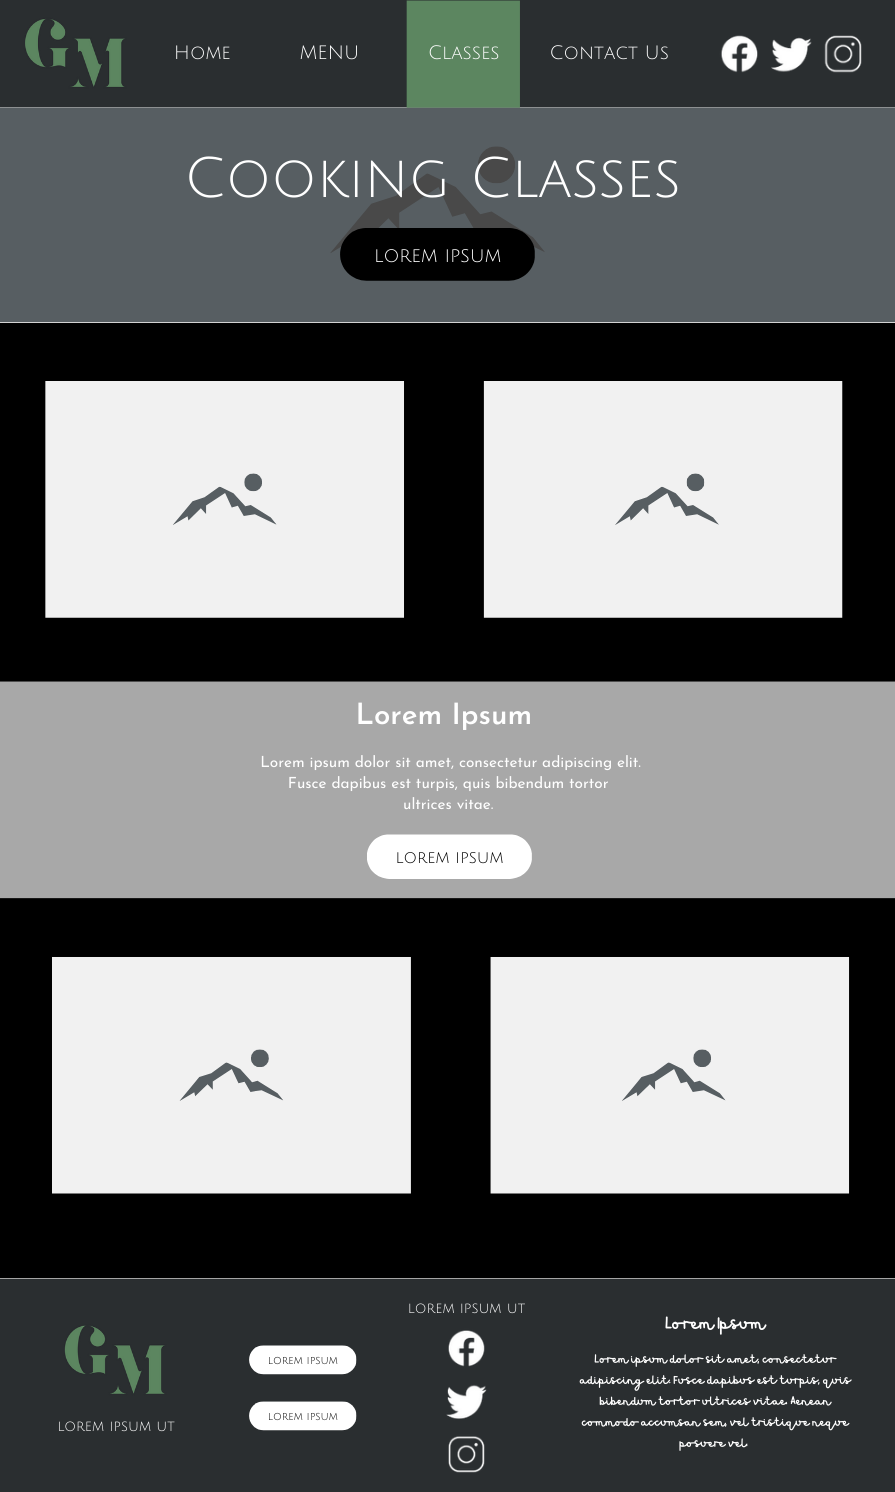 GM
Home MENU Classes Contact Us
Cooking Classes
LOREM IPSUM
Lorem Ipsum
Lorem ipsum dolor sit amet, consectetur adipiscing elit.
Fusce dapibus est turpis, quis bibendum tortor
ultrices vitae.
LOREM IPSUM
GM
LOREM IPSUM UT
LOREM IPSUM
LOREM IPSUM
LOREM IPSUM UT
Lorem Ipsum
Lorem ipsum dolor sit amet, consectetur
adipiscing elit. Fusce dapibus est turpis, quis
bibendum tortor ultrices vitae. Aenean
commodo accumsan sem, vel tristique neque
posuere vel.